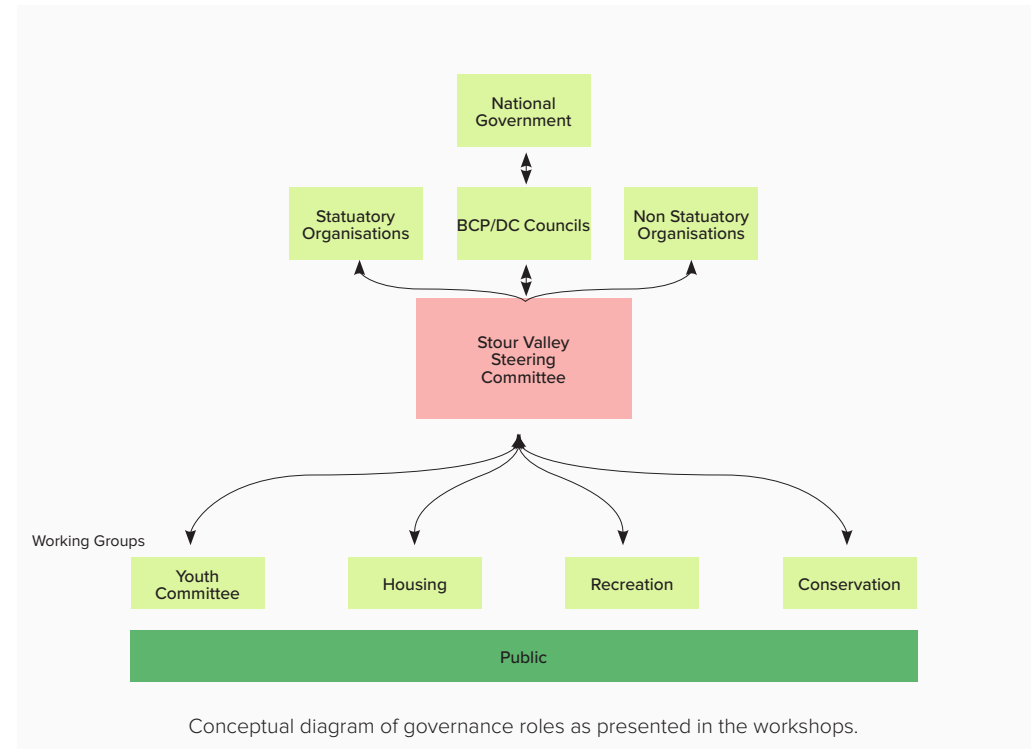 National
Government
Statuatory
Organisations
BCP/DC Councils
Non Statuatory
Organisations
Stour Valley
Steering
Committee
Working Groups
Youth
Committee
Housing
Recreation
Conservation
Public
Conceptual diagram of governance roles as presented in the workshops.